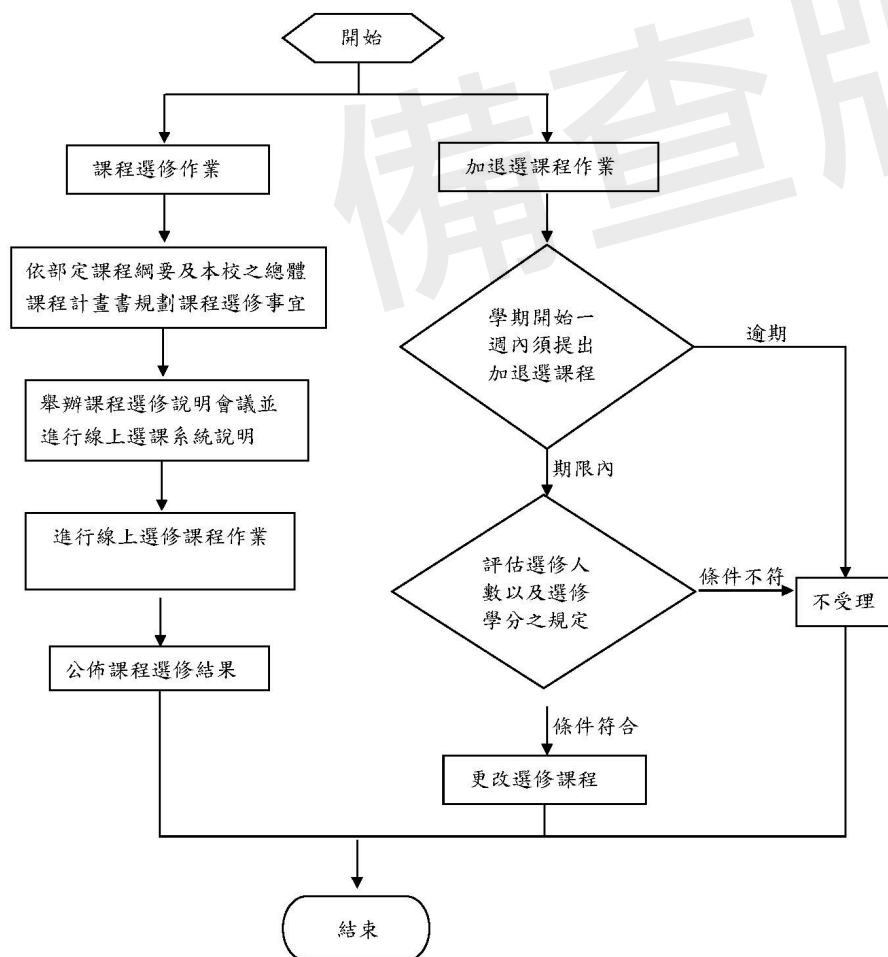 備查版
開始
課程選修作業
加退選課程作業
依部定課程綱要及本校之總體
課程計畫書規劃課程選修事宜
學期開始一
週內須提出
加退選課程
逾期
舉辦課程選修說明會議並
進行線上選課系統說明
期限內
進行線上選修課程作業
評估選修人
數以及選修
學分之規定
條件不符
不受理
公佈課程選修結果
條件符合
更改選修課程
結束